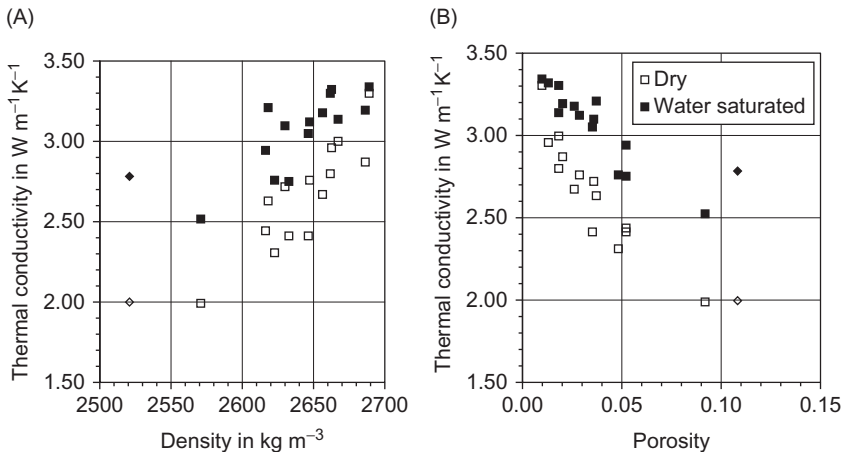 (A)
Thermal conductivity in W m⁻¹K⁻¹
3.50
3.00
2.50
2.00
1.50
2500
2550
2600
2650
2700
Density in kg m⁻³
(B)
Thermal conductivity in W m⁻¹K⁻¹
3.50
3.00
2.50
2.00
1.50
0.00
0.05
0.10
0.15
Porosity
Dry
Water saturated